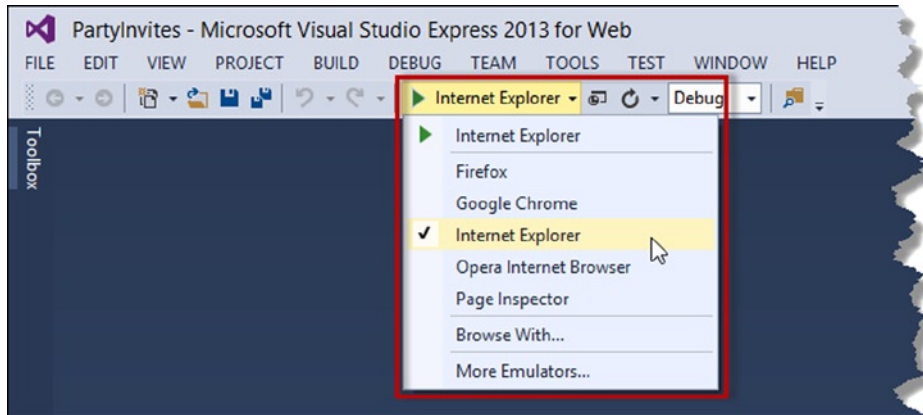 PartyInvites - Microsoft Visual Studio Express 2013 for Web
FILE EDIT VIEW PROJECT BUILD DEBUG TEAM TOOLS TEST WINDOW HELP
Internet Explorer Debug
Toolbox
Internet Explorer
Firefox
Google Chrome
Internet Explorer
Opera Internet Browser
Page Inspector
Browse With...
More Emulators...